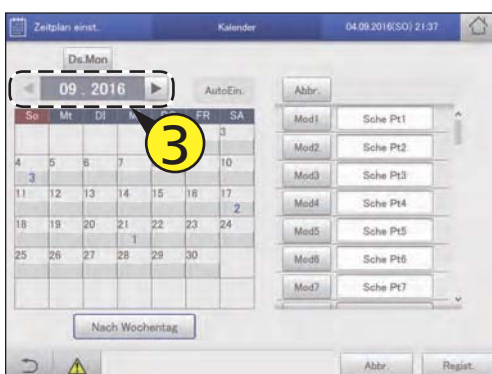 Zeitplan einst. Kalender 04.09.2016(SO) 21:37
Ds.Mon
09 . 2016 AutoEin. Abbr.
So Mt DI FR SA
3
4 5 6 7 10
3
11 12 13 14 15 16 17
2
18 19 20 21 22 23 24
1
25 26 27 28 29 30
3
Mod1 Sche Pt1
Mod2 Sche Pt2
Mod3 Sche Pt3
Mod4 Sche Pt4
Mod5 Sche Pt5
Mod6 Sche Pt6
Mod7 Sche Pt7
Nach Wochentag
Abbr. Regist.